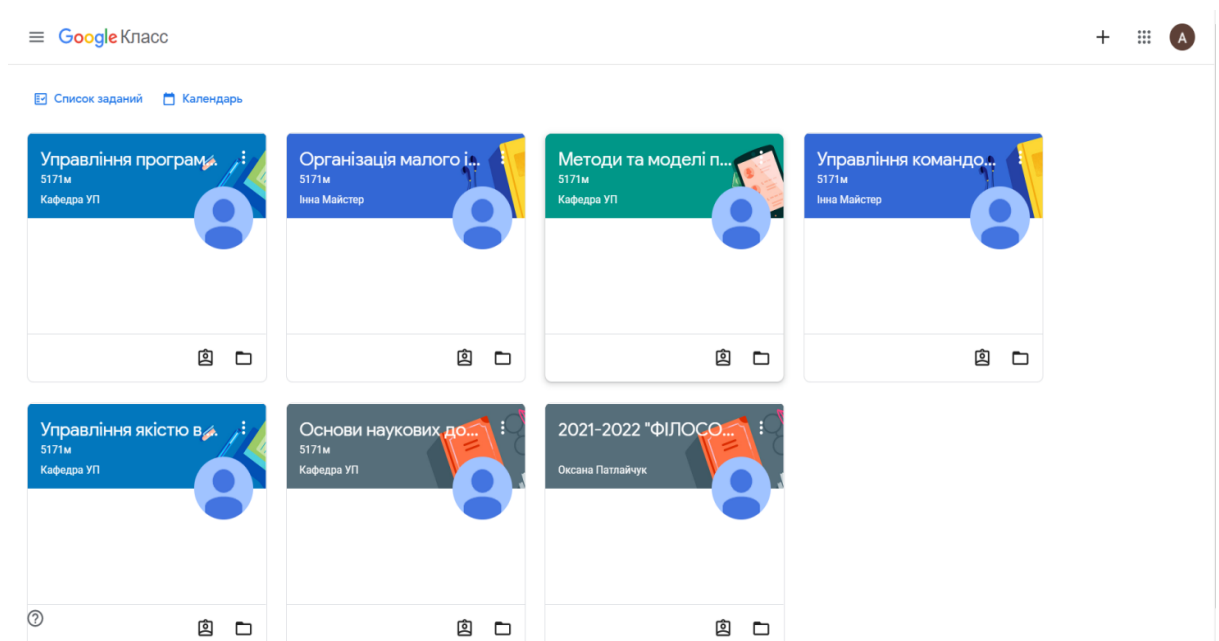 Google Класс
A
Список заданий
Календарь
Управління програм...
5171м
Кафедра УП
Організація малого і...
5171м
Інна Майстер
Методи та моделі п...
5171м
Кафедра УП
Управління командо...
5171м
Інна Майстер
Управління якістю в...
5171м
Кафедра УП
Основи наукових до...
5171м
Кафедра УП
2021-2022 "ФІЛОСО...
Оксана Патлайчук